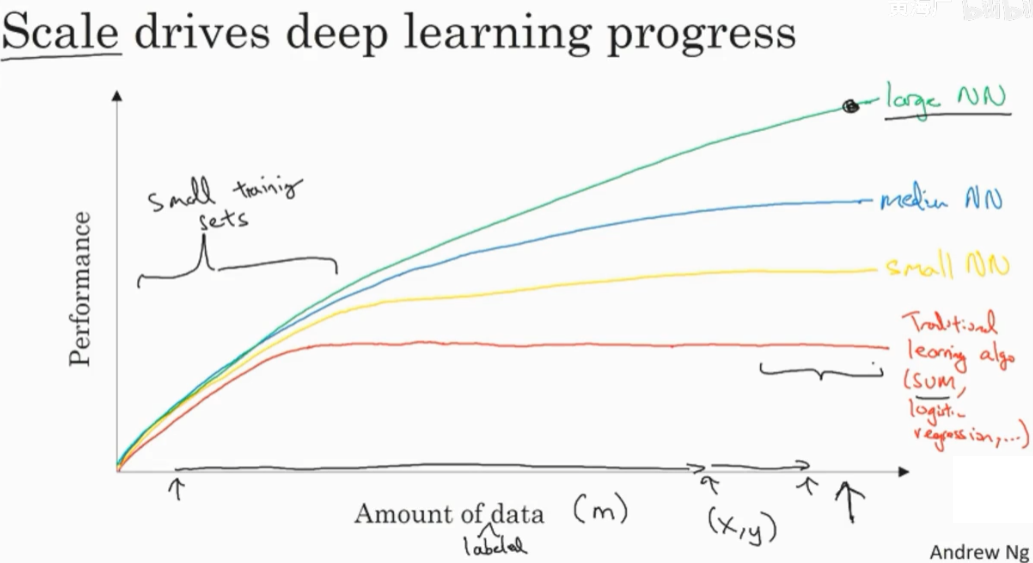 Scale drives deep learning progress
large NN
small training
sets
medium NN
small NN
Performance
Traditional
learning algo
(SVM,
logistic
regression,...)
Amount of data (m)
labeled
(x,y)
Andrew Ng